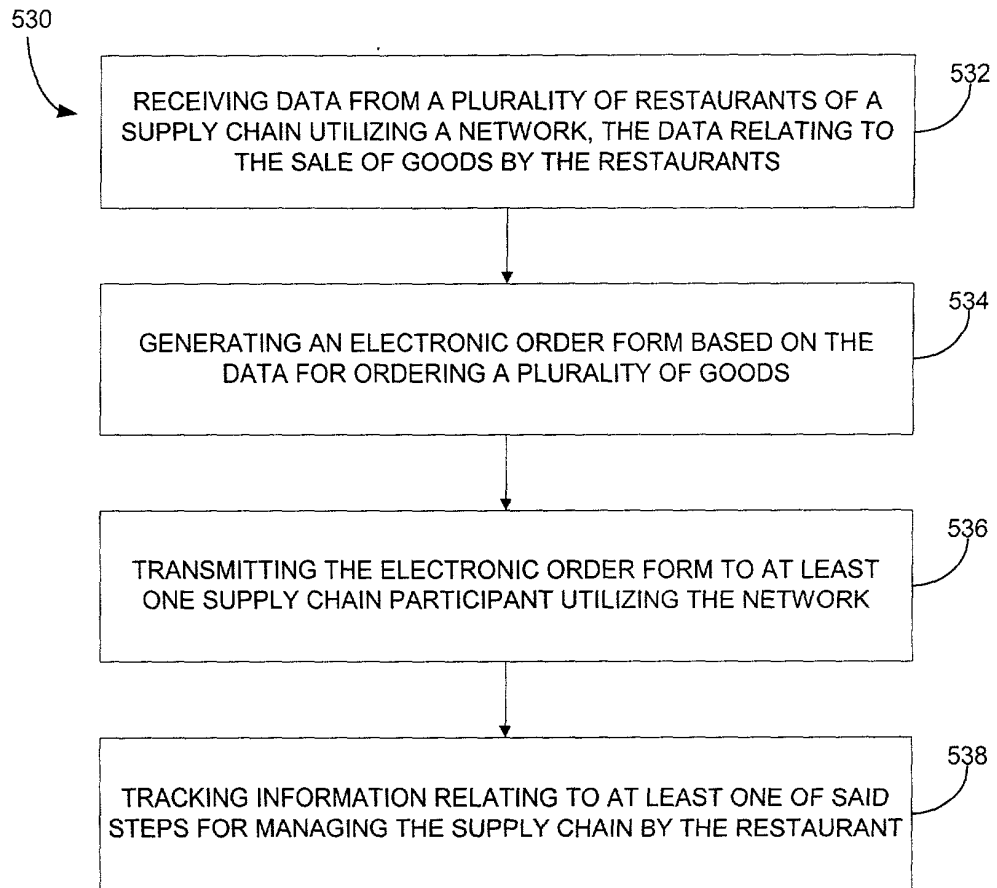 530
532
RECEIVING DATA FROM A PLURALITY OF RESTAURANTS OF A
SUPPLY CHAIN UTILIZING A NETWORK, THE DATA RELATING TO
THE SALE OF GOODS BY THE RESTAURANTS
534
GENERATING AN ELECTRONIC ORDER FORM BASED ON THE
DATA FOR ORDERING A PLURALITY OF GOODS
536
TRANSMITTING THE ELECTRONIC ORDER FORM TO AT LEAST
ONE SUPPLY CHAIN PARTICIPANT UTILIZING THE NETWORK
538
TRACKING INFORMATION RELATING TO AT LEAST ONE OF SAID
STEPS FOR MANAGING THE SUPPLY CHAIN BY THE RESTAURANT